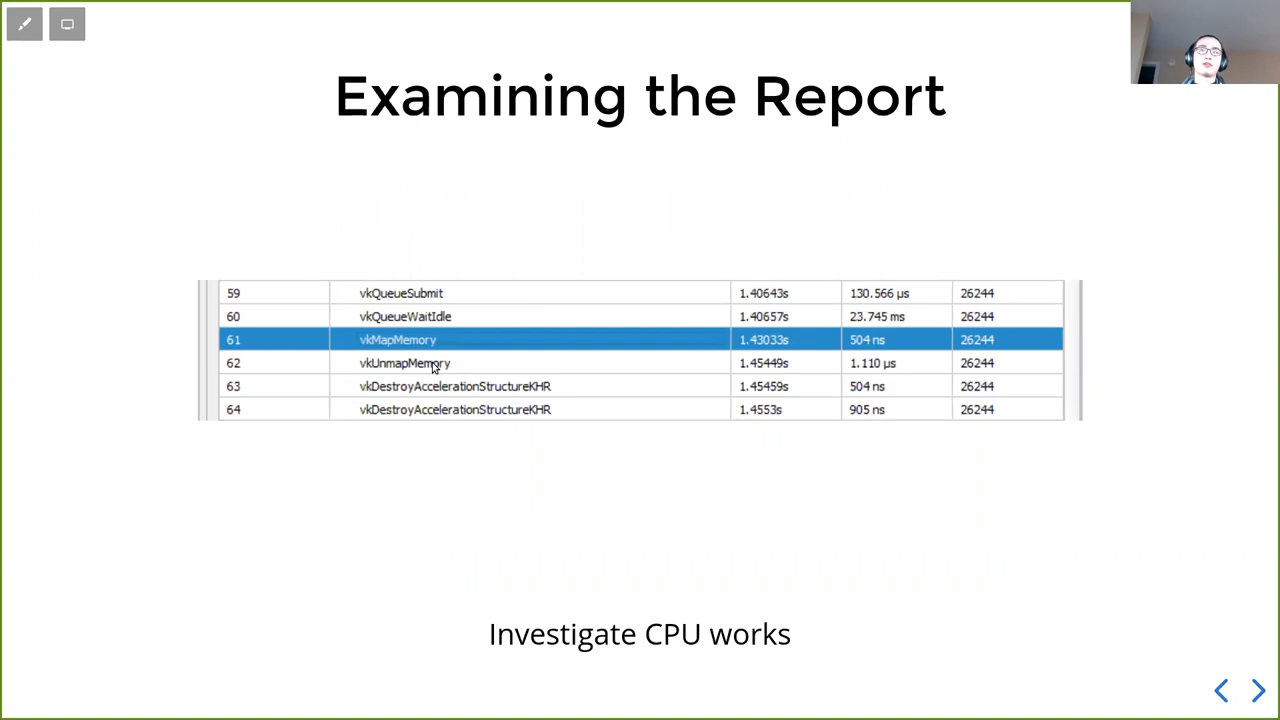 Examining the Report
59 vkQueueSubmit 1.40643s 130.566 µs 26244
60 vkQueueWaitIdle 1.40657s 23.745 ms 26244
61 vkMapMemory 1.43033s 504 ns 26244
62 vkUnmapMemory 1.45449s 1.110 µs 26244
63 vkDestroyAccelerationStructureKHR 1.45459s 504 ns 26244
64 vkDestroyAccelerationStructureKHR 1.4553s 905 ns 26244
Investigate CPU works